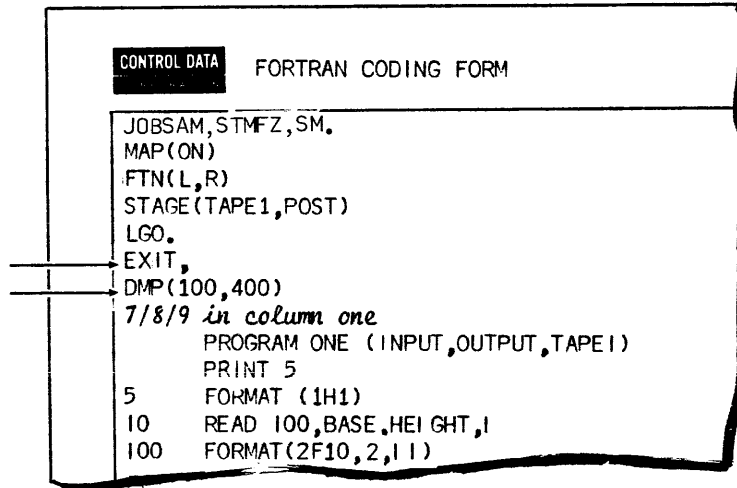 CONTROL DATA
FORTRAN CODING FORM
JOBSAM,STMFZ,SM.
MAP(ON)
FTN(L,R)
STAGE(TAPE1,POST)
LGO.
EXIT,
DMP(100,400)
7/8/9 in column one
PROGRAM ONE (INPUT,OUTPUT,TAPE1)
PRINT 5
5 FORMAT (1H1)
10 READ 100,BASE,HEIGHT,I
100 FORMAT(2F10,2,I1)